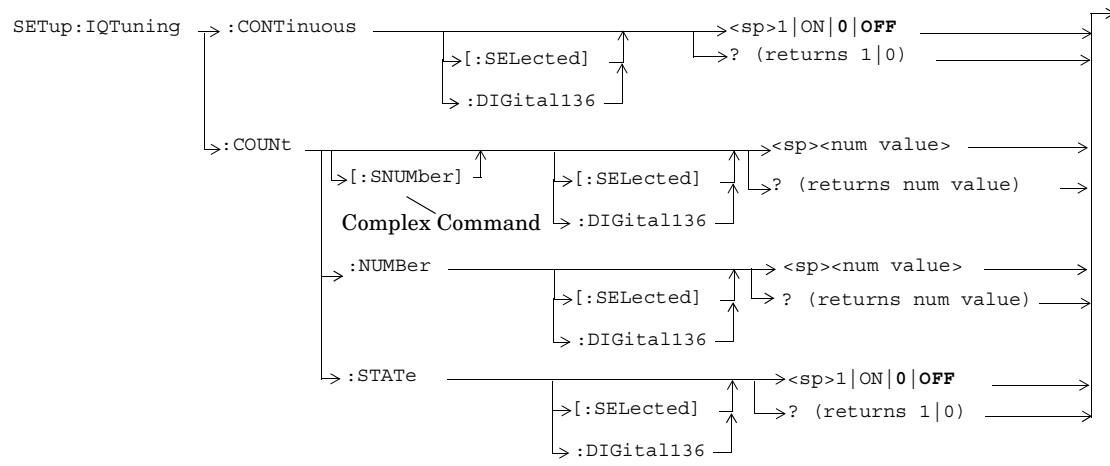 SETup:IQTuning :CONTinuous <sp>1|ON|0|OFF
[:SELected] ? (returns 1|0)
:DIGital136
:COUNt <sp><num value>
[:SNUMber] [:SELected] ? (returns num value)
Complex Command :DIGital136
:NUMBer <sp><num value>
[:SELected] ? (returns num value)
:DIGital136
:STATe <sp>1|ON|0|OFF
[:SELected] ? (returns 1|0)
:DIGital136